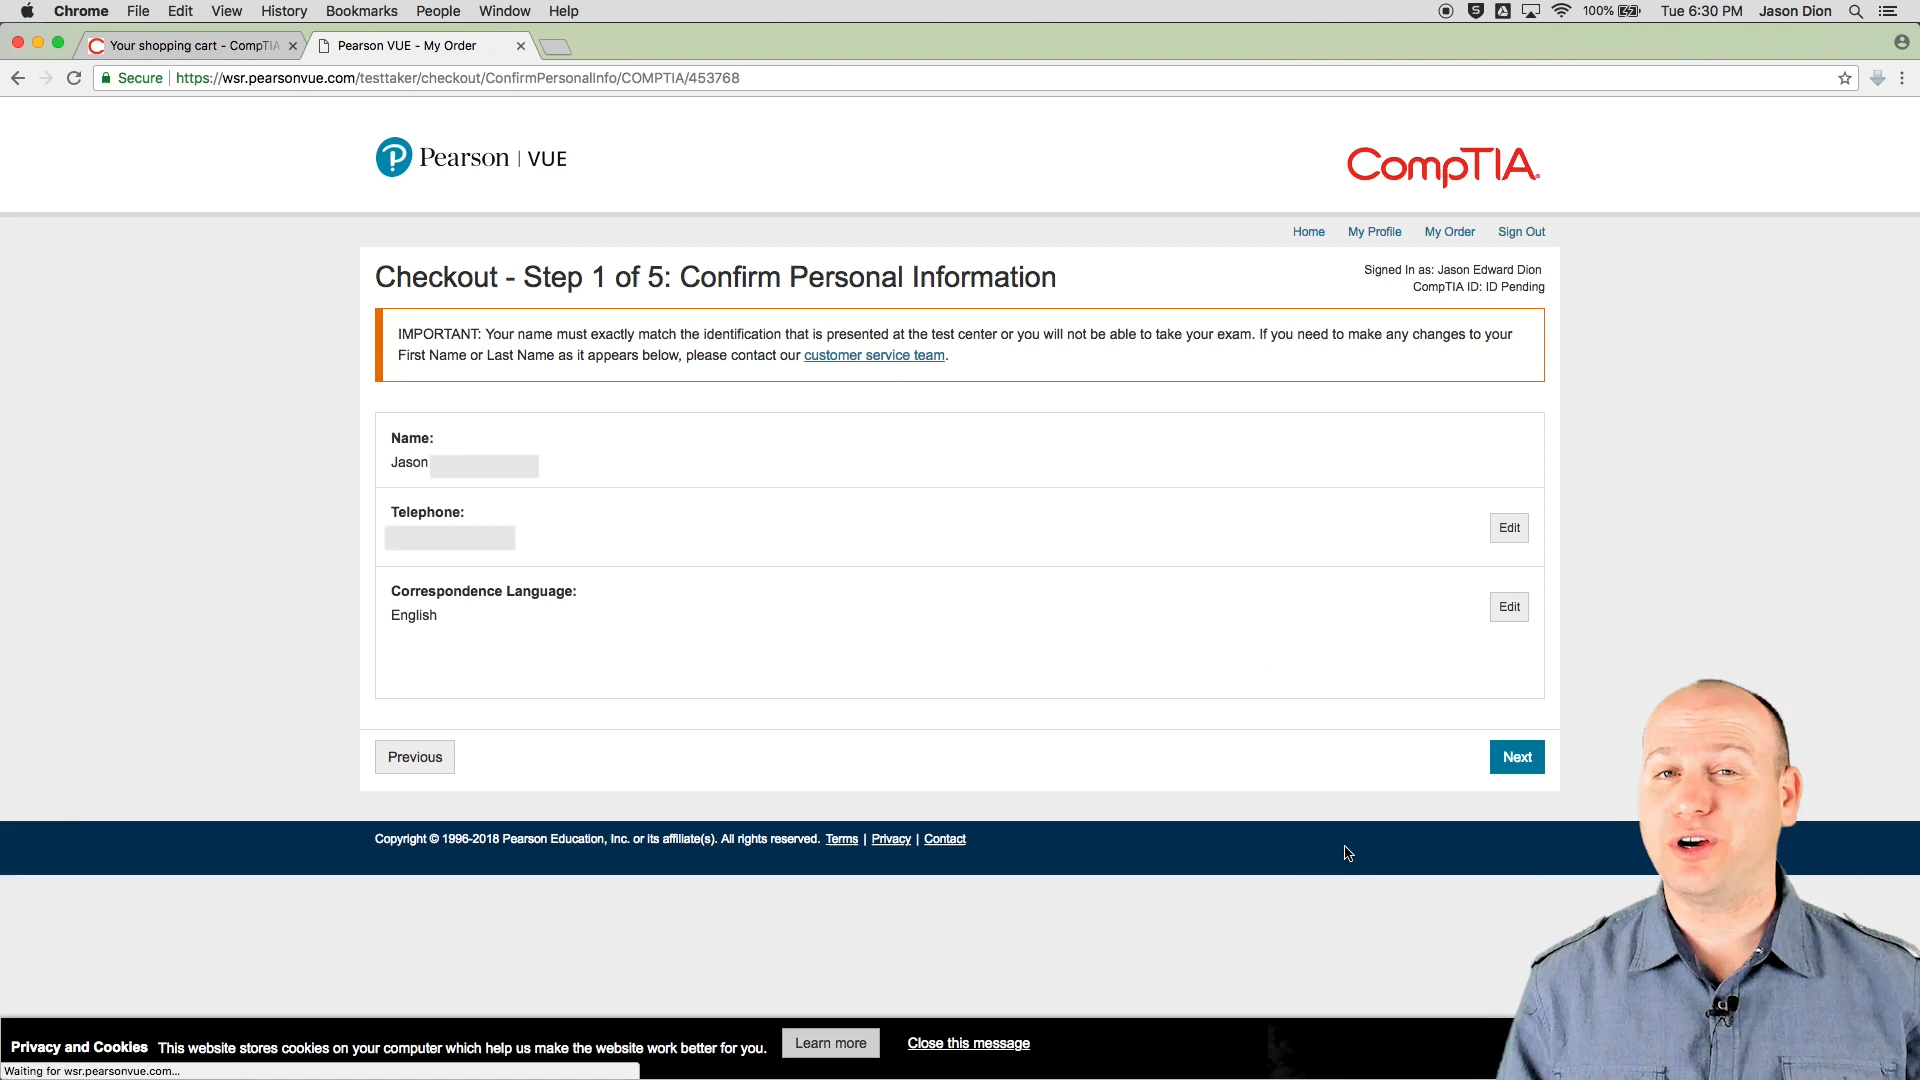 Chrome File Edit View History Bookmarks People Window Help 100% Tue 6:30 PM Jason Dion
Your shopping cart - CompTIA Pearson VUE - My Order
Secure https://wsr.pearsonvue.com/testtaker/checkout/ConfirmPersonalInfo/COMPTIA/453768
Pearson | VUE
CompTIA.
Home My Profile My Order Sign Out
Checkout - Step 1 of 5: Confirm Personal Information
Signed In as: Jason Edward Dion
CompTIA ID: ID Pending
IMPORTANT: Your name must exactly match the identification that is presented at the test center or you will not be able to take your exam. If you need to make any changes to your
First Name or Last Name as it appears below, please contact our customer service team.
Name:
Jason
Telephone:
Edit
Correspondence Language:
English
Edit
Previous
Next
Copyright © 1996-2018 Pearson Education, Inc. or its affiliate(s). All rights reserved. Terms | Privacy | Contact
Privacy and Cookies This website stores cookies on your computer which help us make the website work better for you. Learn more Close this message
Waiting for wsr.pearsonvue.com...